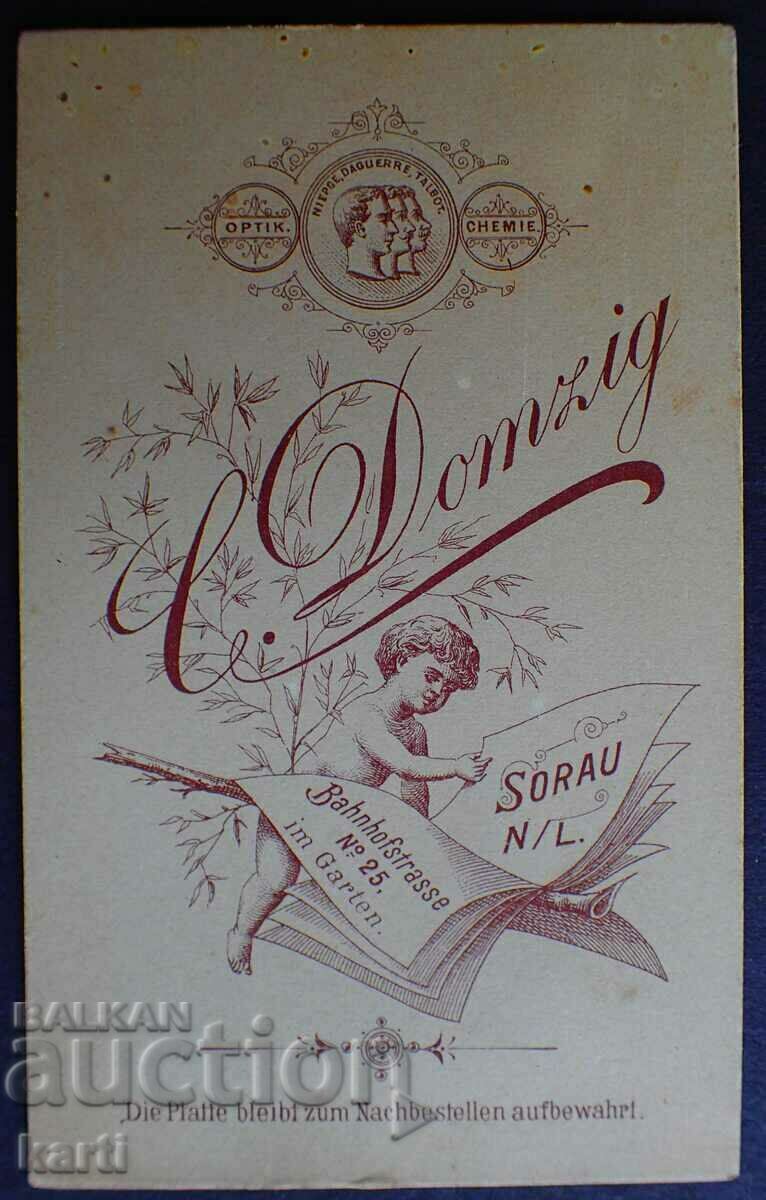 NIEPCE, DAGUERRE, TALBOT.
OPTIK.
CHEMIE.
C. Domzig
SORAU
N/L.
Bahnhofstrasse
No 25,
im Garten.
BALKAN
auction
Die Platte bleibt zum Nachbestellen aufbewahrt.
karti